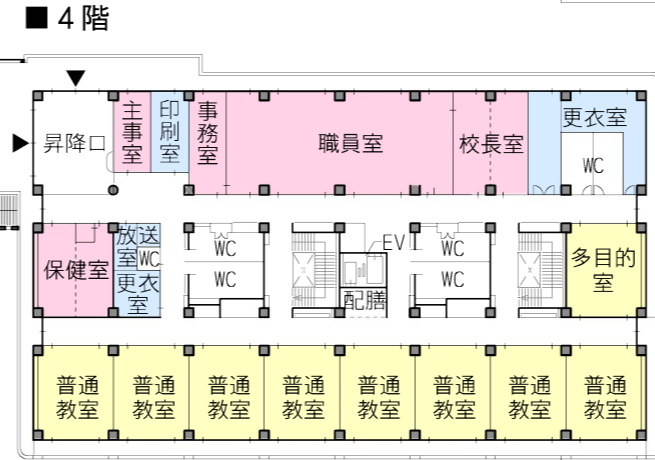 ■ 4階
昇降口
主事室
印刷室
事務室
職員室
校長室
更衣室
WC
保健室
放送室
WC
更衣室
WC
WC
EV
配膳
WC
WC
多目的
室
普通
教室
普通
教室
普通
教室
普通
教室
普通
教室
普通
教室
普通
教室
普通
教室